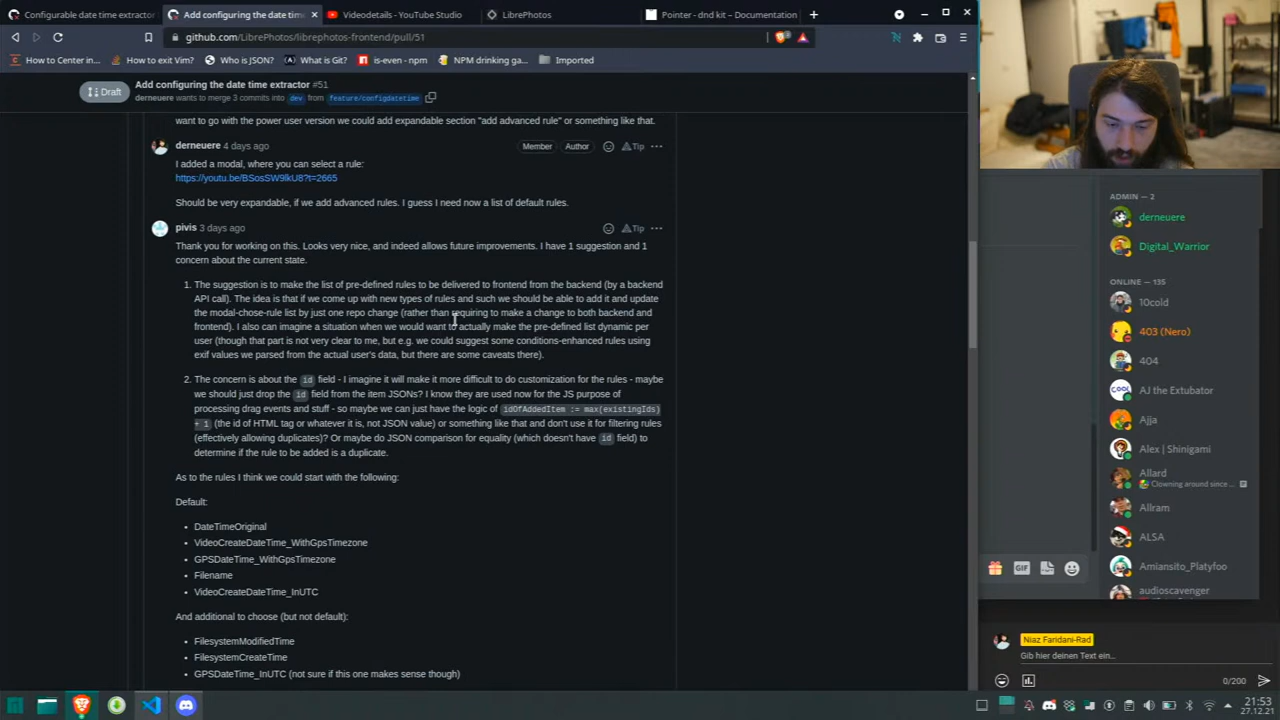 Configurable date time extractor
Add configuring the date time
Videodetails - YouTube Studio
LibrePhotos
Pointer - dnd kit – Documentation
github.com/LibrePhotos/librephotos-frontend/pull/51
How to Center in...
How to exit Vim?
Who is JSON?
What is Git?
is-even - npm
NPM drinking ga...
Imported
Draft
Add configuring the date time extractor #51
derneuere wants to merge 3 commits into dev from feature/configdatetime
want to go with the power user version we could add expandable section "add advanced rule" or something like that.
derneuere 4 days ago
Member Author Tip
I added a modal, where you can select a rule:
https://youtu.be/BSosSW9lkU8?t=2665
Should be very expandable, if we add advanced rules. I guess I need now a list of default rules.
pivis 3 days ago
Tip
Thank you for working on this. Looks very nice, and indeed allows future improvements. I have 1 suggestion and 1
concern about the current state.
1. The suggestion is to make the list of pre-defined rules to be delivered to frontend from the backend (by a backend
API call). The idea is that if we come up with new types of rules and such we should be able to add it and update
the modal-chose-rule list by just one repo change (rather than requiring to make a change to both backend and
frontend). I also can imagine a situation when we would want to actually make the pre-defined list dynamic per
user (though that part is not very clear to me, but e.g. we could suggest some conditions-enhanced rules using
exif values we parsed from the actual user's data, but there are some caveats there).
2. The concern is about the id field - I imagine it will make it more difficult to do customization for the rules - maybe
we should just drop the id field from the item JSONs? I know they are used now for the JS purpose of
processing drag events and stuff - so maybe we can just have the logic of idOfAddedItem := max(existingIds)
+ 1 (the id of HTML tag or whatever it is, not JSON value) or something like that and don't use it for filtering rules
(effectively allowing duplicates)? Or maybe do JSON comparison for equality (which doesn't have id field) to
determine if the rule to be added is a duplicate.
As to the rules I think we could start with the following:
Default:
• DateTimeOriginal
• VideoCreateDateTime_WithGpsTimezone
• GPSDateTime_WithGpsTimezone
• Filename
• VideoCreateDateTime_InUTC
And additional to choose (but not default):
• FilesystemModifiedTime
• FilesystemCreateTime
• GPSDateTime_InUTC (not sure if this one makes sense though)
ADMIN — 2
derneuere
Digital_Warrior
ONLINE — 135
10cold
403 (Nero)
404
AJ the Extubator
Ajja
Alex | Shinigami
Allard
Clowning around since ...
Allram
ALSA
Amiansito_Platyfoo
audioscavenger
GIF
Niaz Faridani-Rad
Gib hier deinen Text ein...
0/200
21:53
27.12.21